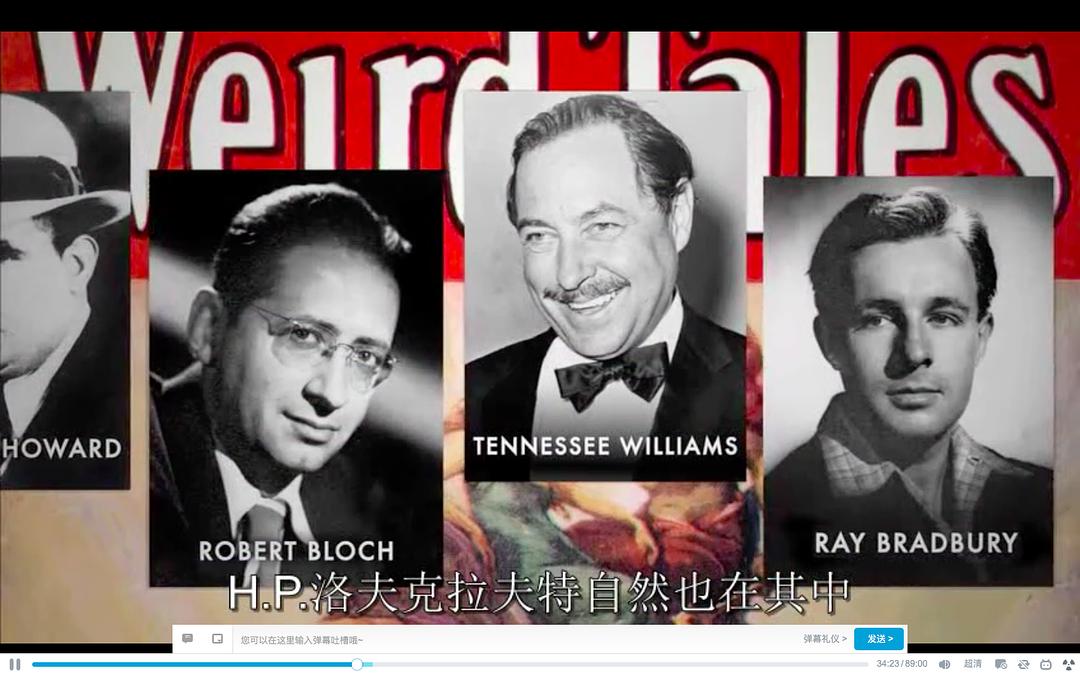 Weird Tales
HOWARD
TENNESSEE WILLIAMS
ROBERT BLOCH
RAY BRADBURY
H.P.洛夫克拉夫特自然也在其中
您可以在这里输入弹幕吐槽哦~
弹幕礼仪 >
发送 >
34:23/89:00
超清